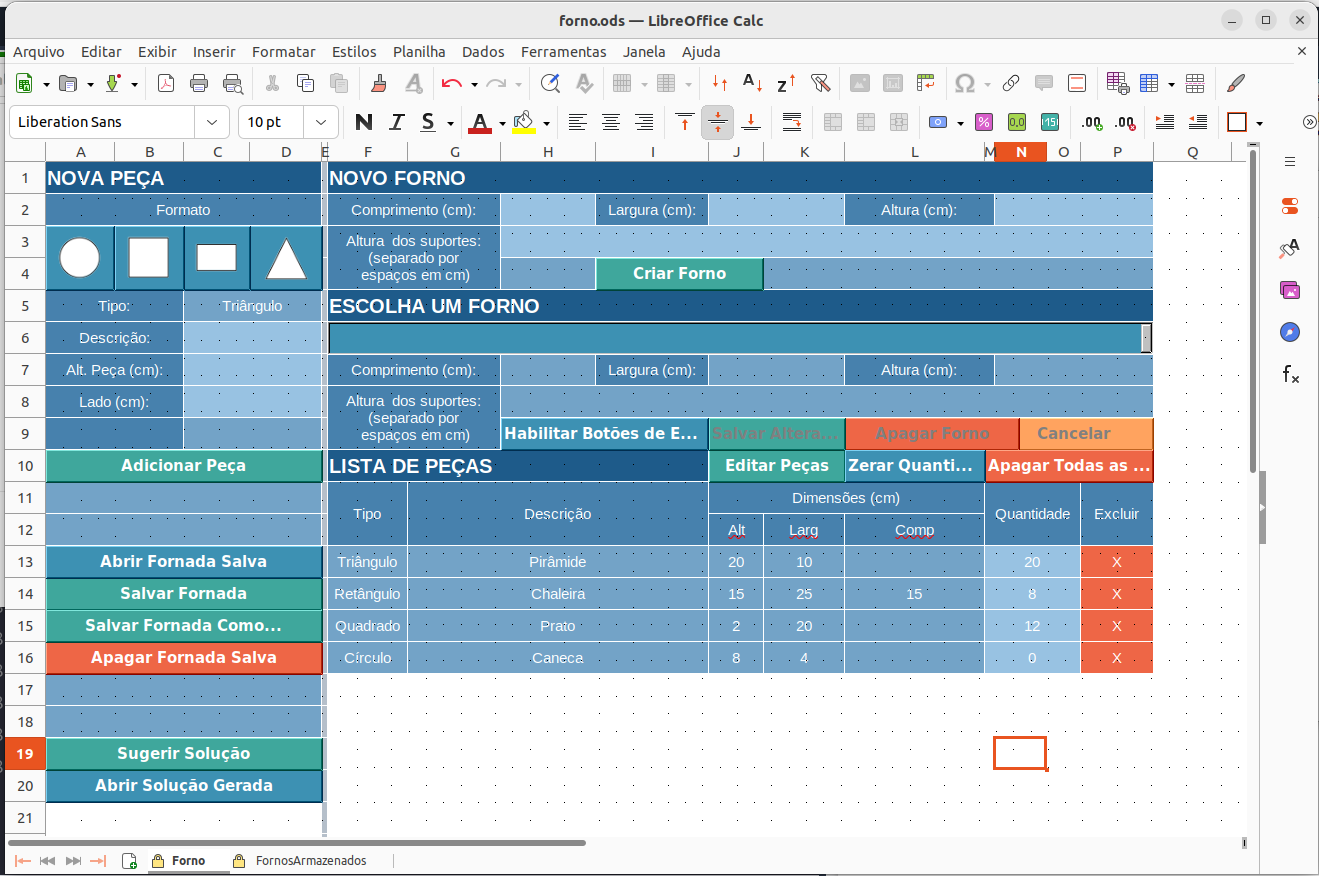 forno.ods — LibreOffice Calc
Arquivo Editar Exibir Inserir Formatar Estilos Planilha Dados Ferramentas Janela Ajuda
Liberation Sans 10 pt N I S A
A B C D E F G H I J K L M N O P Q
1 NOVA PEÇA NOVO FORNO
2 Formato Comprimento (cm): Largura (cm): Altura (cm):
3 Altura dos suportes:
(separado por
4 espaços em cm) Criar Forno
5 Tipo: Triângulo ESCOLHA UM FORNO
6 Descrição:
7 Alt. Peça (cm): Comprimento (cm): Largura (cm): Altura (cm):
8 Lado (cm): Altura dos suportes:
(separado por
9 espaços em cm) Habilitar Botões de E... Salvar Altera... Apagar Forno Cancelar
10 Adicionar Peça LISTA DE PEÇAS Editar Peças Zerar Quanti... Apagar Todas as ...
11 Dimensões (cm)
Tipo Descrição Quantidade Excluir
12 Alt Larg Comp
13 Abrir Fornada Salva Triângulo Pirâmide 20 10 20 X
14 Salvar Fornada Retângulo Chaleira 15 25 15 8 X
15 Salvar Fornada Como... Quadrado Prato 2 20 12 X
16 Apagar Fornada Salva Círculo Caneca 8 4 0 X
17
18
19 Sugerir Solução
20 Abrir Solução Gerada
21
Forno FornosArmazenados